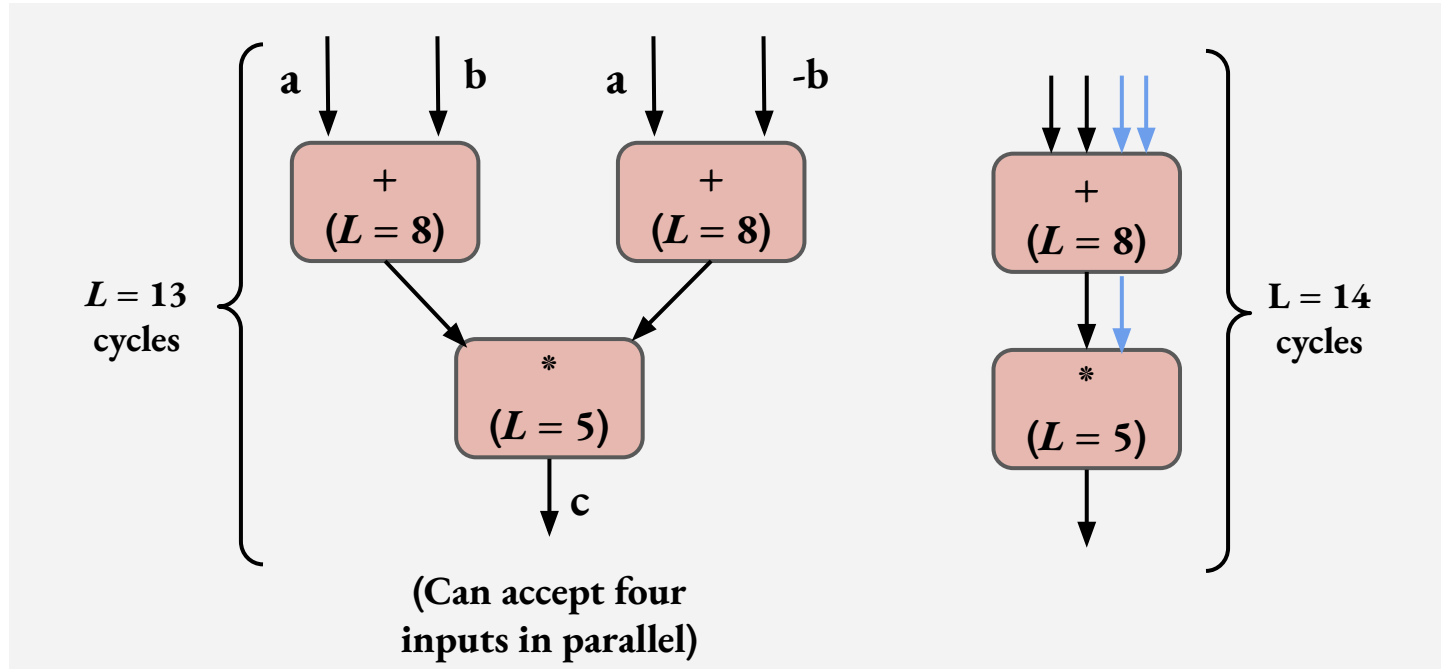 a
b
a
-b
+
(L = 8)
+
(L = 8)
*
(L = 5)
c
L = 13
cycles
(Can accept four
inputs in parallel)
+
(L = 8)
*
(L = 5)
L = 14
cycles